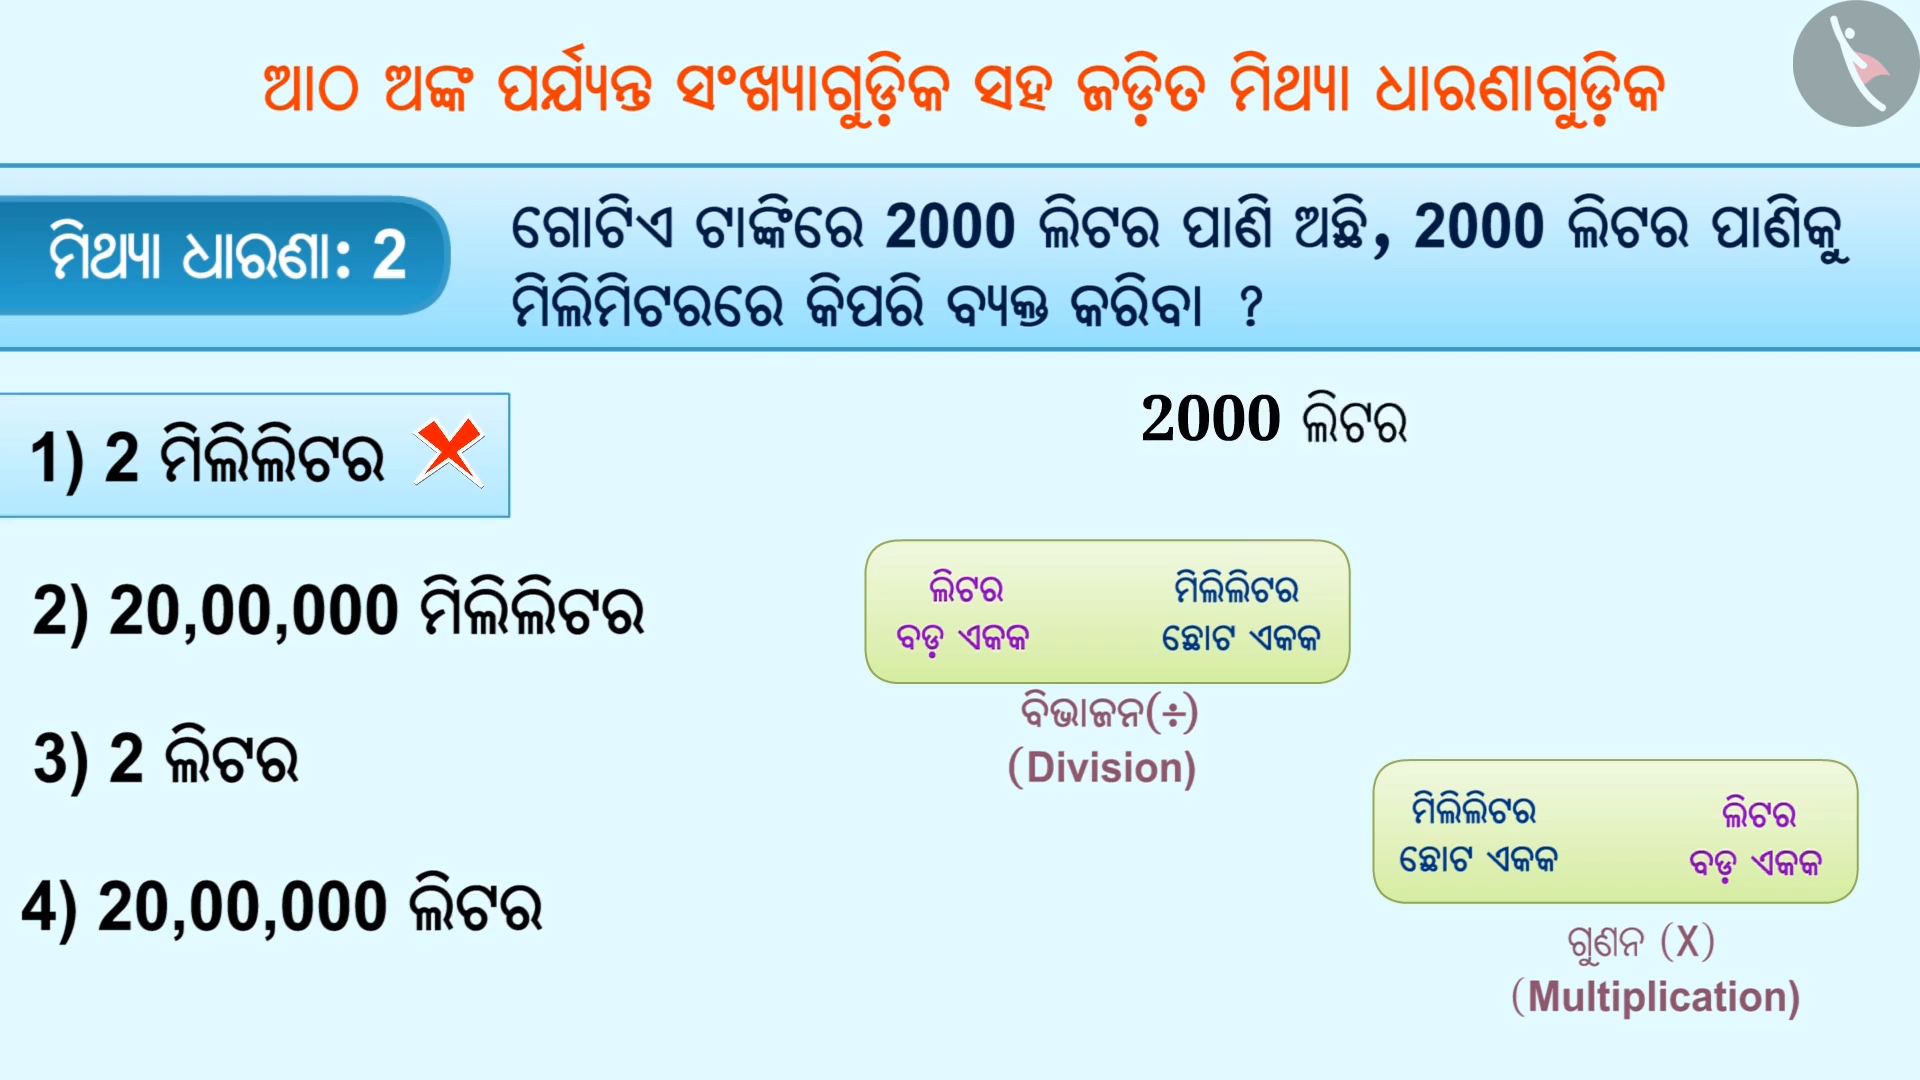 ଆଠ ଅଙ୍କ ପର୍ଯ୍ୟନ୍ତ ସଂଖ୍ୟାଗୁଡ଼ିକ ସହ ଜଡ଼ିତ ମିଥ୍ୟା ଧାରଣାଗୁଡ଼ିକ
ମିଥ୍ୟା ଧାରଣା: 2
ଗୋଟିଏ ଟାଙ୍କିରେ 2000 ଲିଟର ପାଣି ଅଛି, 2000 ଲିଟର ପାଣିକୁ
ମିଲିମିଟରରେ କିପରି ବ୍ୟକ୍ତ କରିବା ?
1) 2 ମିଲିଲିଟର
2) 20,00,000 ମିଲିଲିଟର
3) 2 ଲିଟର
4) 20,00,000 ଲିଟର
2000 ଲିଟର
ଲିଟର ମିଲିଲିଟର
ବଡ଼ ଏକକ ଛୋଟ ଏକକ
ବିଭାଜନ(÷)
(Division)
ମିଲିଲିଟର ଲିଟର
ଛୋଟ ଏକକ ବଡ଼ ଏକକ
ଗୁଣନ (X)
(Multiplication)